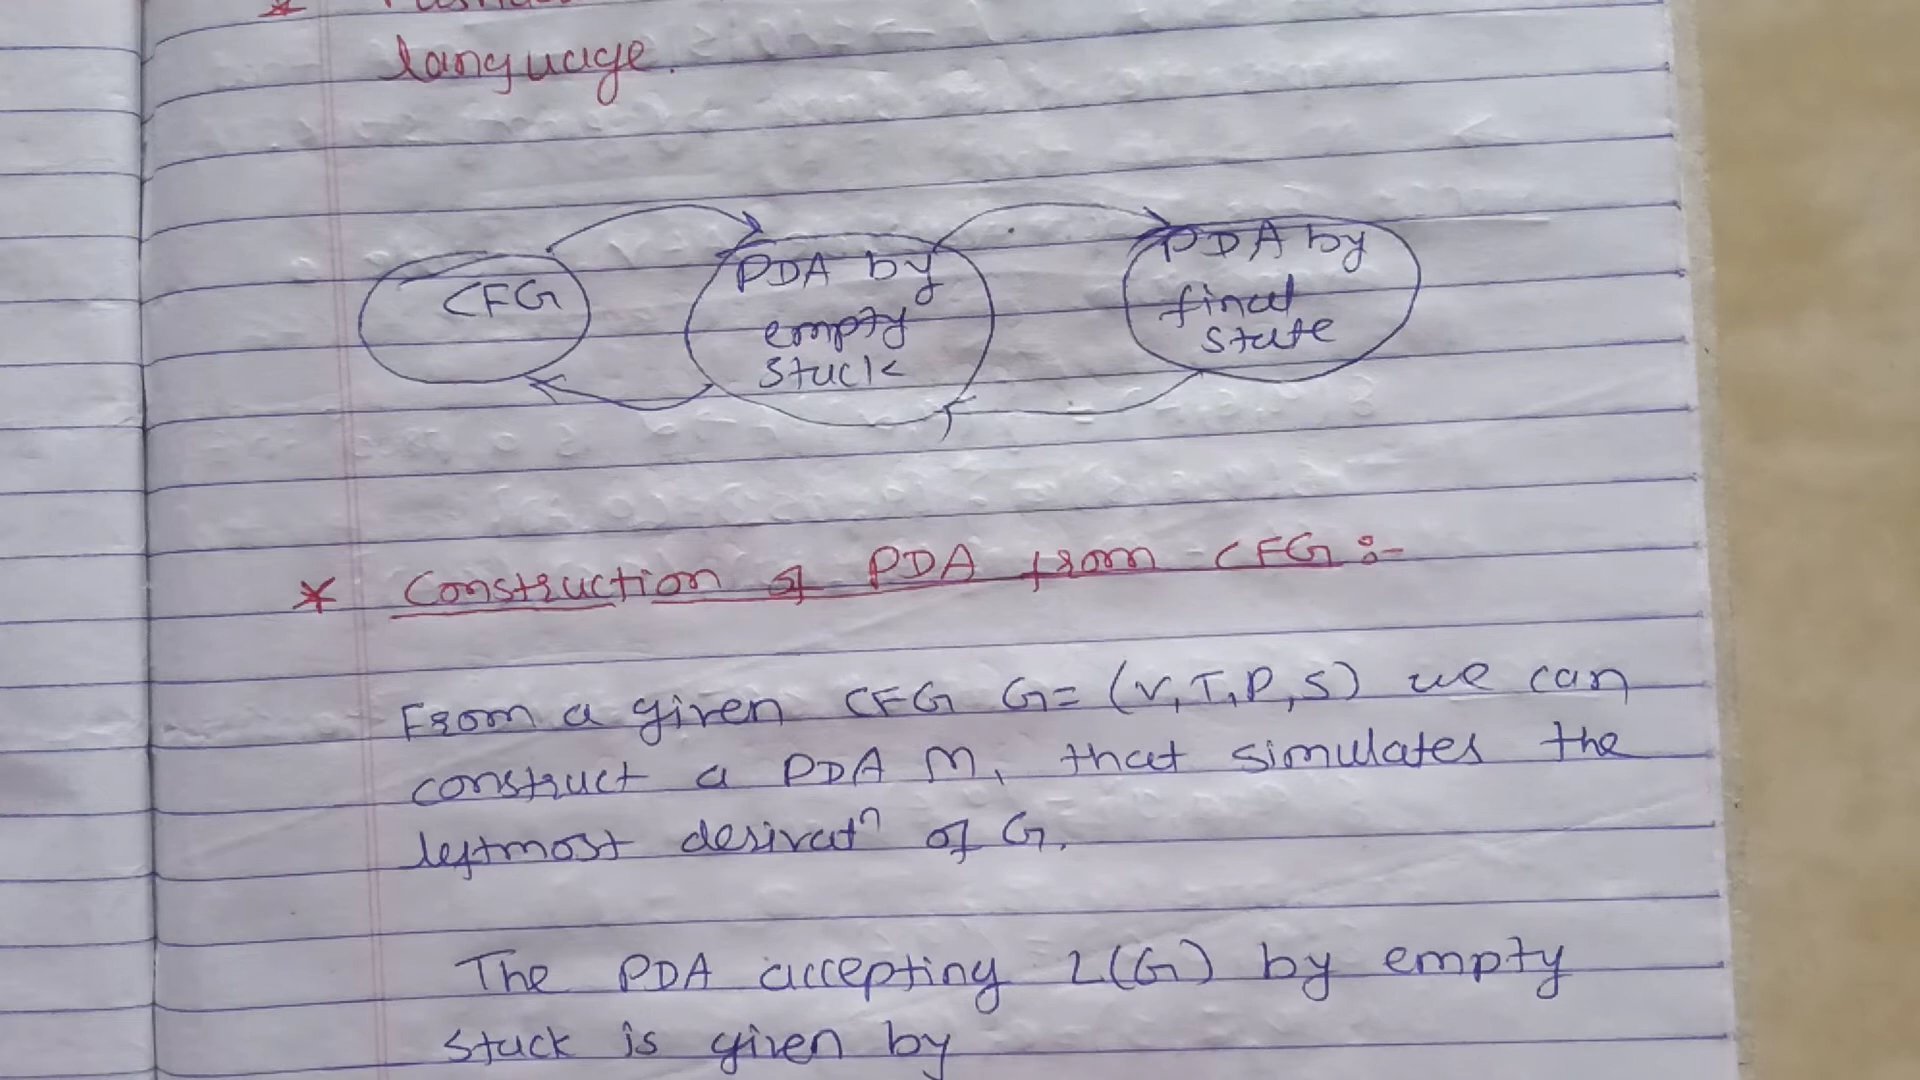 language.
CFG
PDA by
empty
stack
PDA by
final
state
* Construction of PDA from CFG :-
From a given CFG G = (V, T, P, S) we can
construct a PDA M, that simulates the
leftmost derivatⁿ of G.
The PDA accepting L(G) by empty
stack is given by